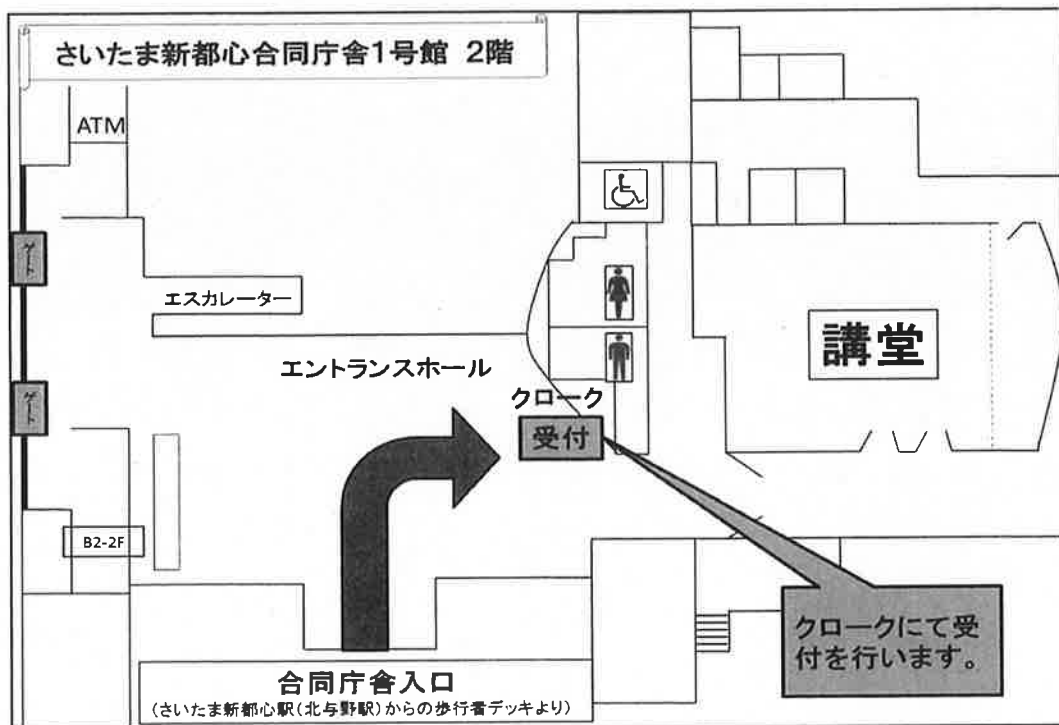 さいたま新都心合同庁舎1号館 2階
ATM
ゲート
エスカレーター
講堂
エントランスホール
ゲート
クローク
受付
B2-2F
クロークにて受
付を行います。
合同庁舎入口
(さいたま新都心駅(北与野駅)からの歩行者デッキより)